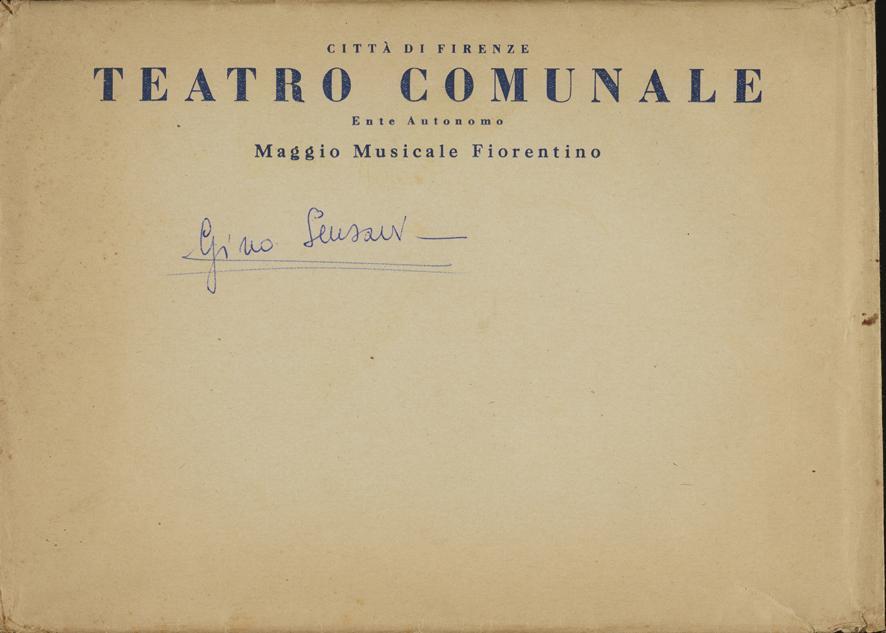 CITTÀ DI FIRENZE
TEATRO COMUNALE
Ente Autonomo
Maggio Musicale Fiorentino
Gino Sensani